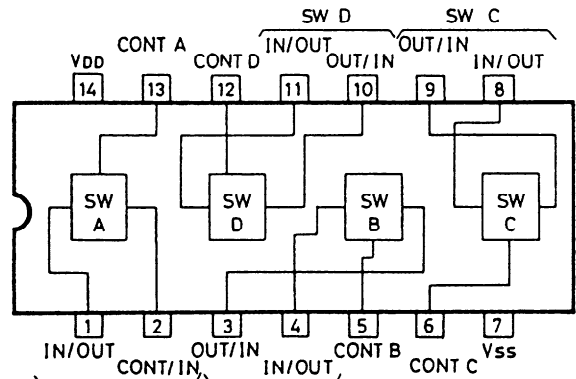 SW D SW C
CONT A IN/OUT OUT/IN
VDD CONT D OUT/IN IN/OUT
14 13 12 11 10 9 8
SW SW SW SW
A D B C
1 2 3 4 5 6 7
IN/OUT OUT/IN CONT B VSS
CONT/IN IN/OUT CONT C